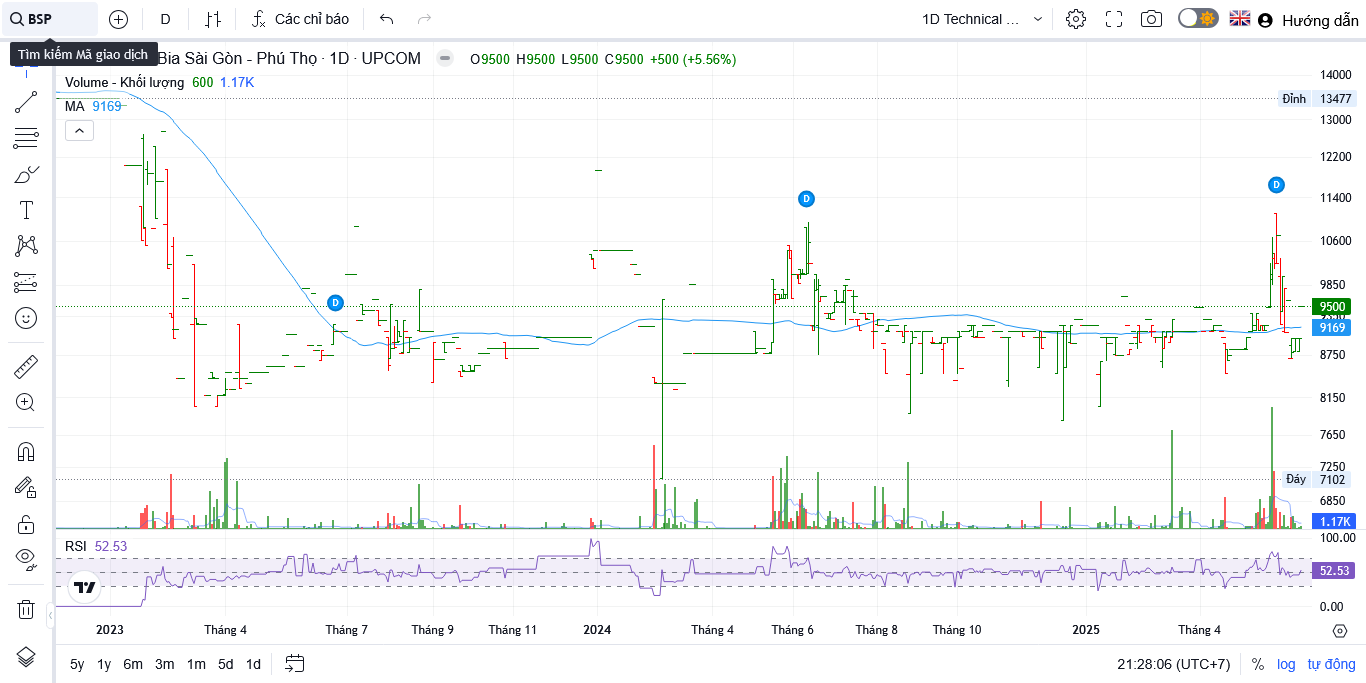 BSP
D
Các chỉ báo
1D Technical ...
Hướng dẫn
Tìm kiếm Mã giao dịch
Bia Sài Gòn - Phú Thọ · 1D · UPCOM
O9500 H9500 L9500 C9500 +500 (+5.56%)
Volume - Khối lượng 600 1.17K
MA 9169
14000
Đỉnh 13477
13000
12200
11400
10600
9850
9500
9169
8750
8150
7650
7250
Đáy 7102
6850
1.17K
D
D
D
RSI 52.53
100.00
52.53
0.00
2023 Tháng 4 Tháng 7 Tháng 9 Tháng 11 2024 Tháng 4 Tháng 6 Tháng 8 Tháng 10 2025 Tháng 4
5y 1y 6m 3m 1m 5d 1d
21:28:06 (UTC+7) % log tự động